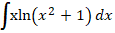 ∫xln(x² + 1) dx